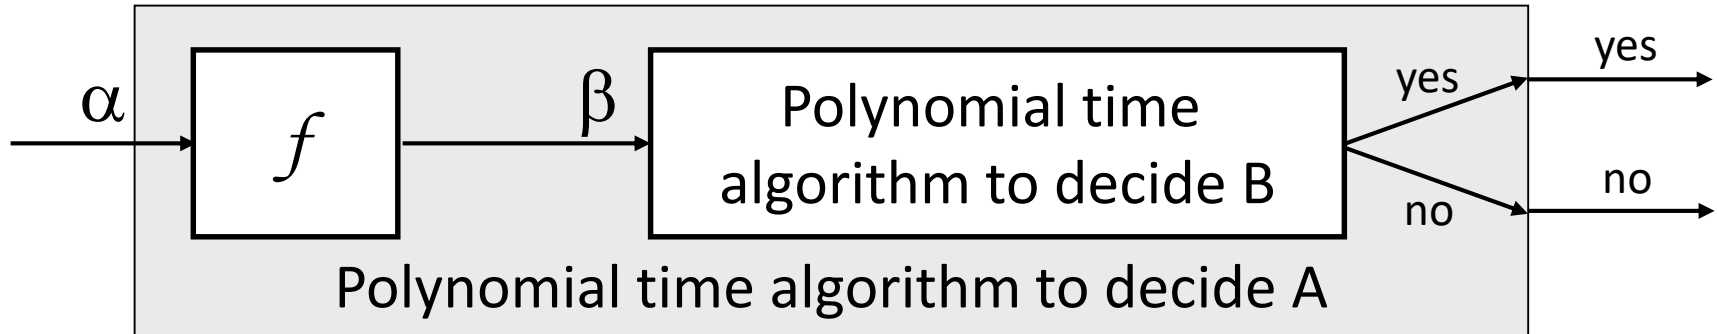 α
f
β
Polynomial time
algorithm to decide B
yes
no
yes
no
Polynomial time algorithm to decide A